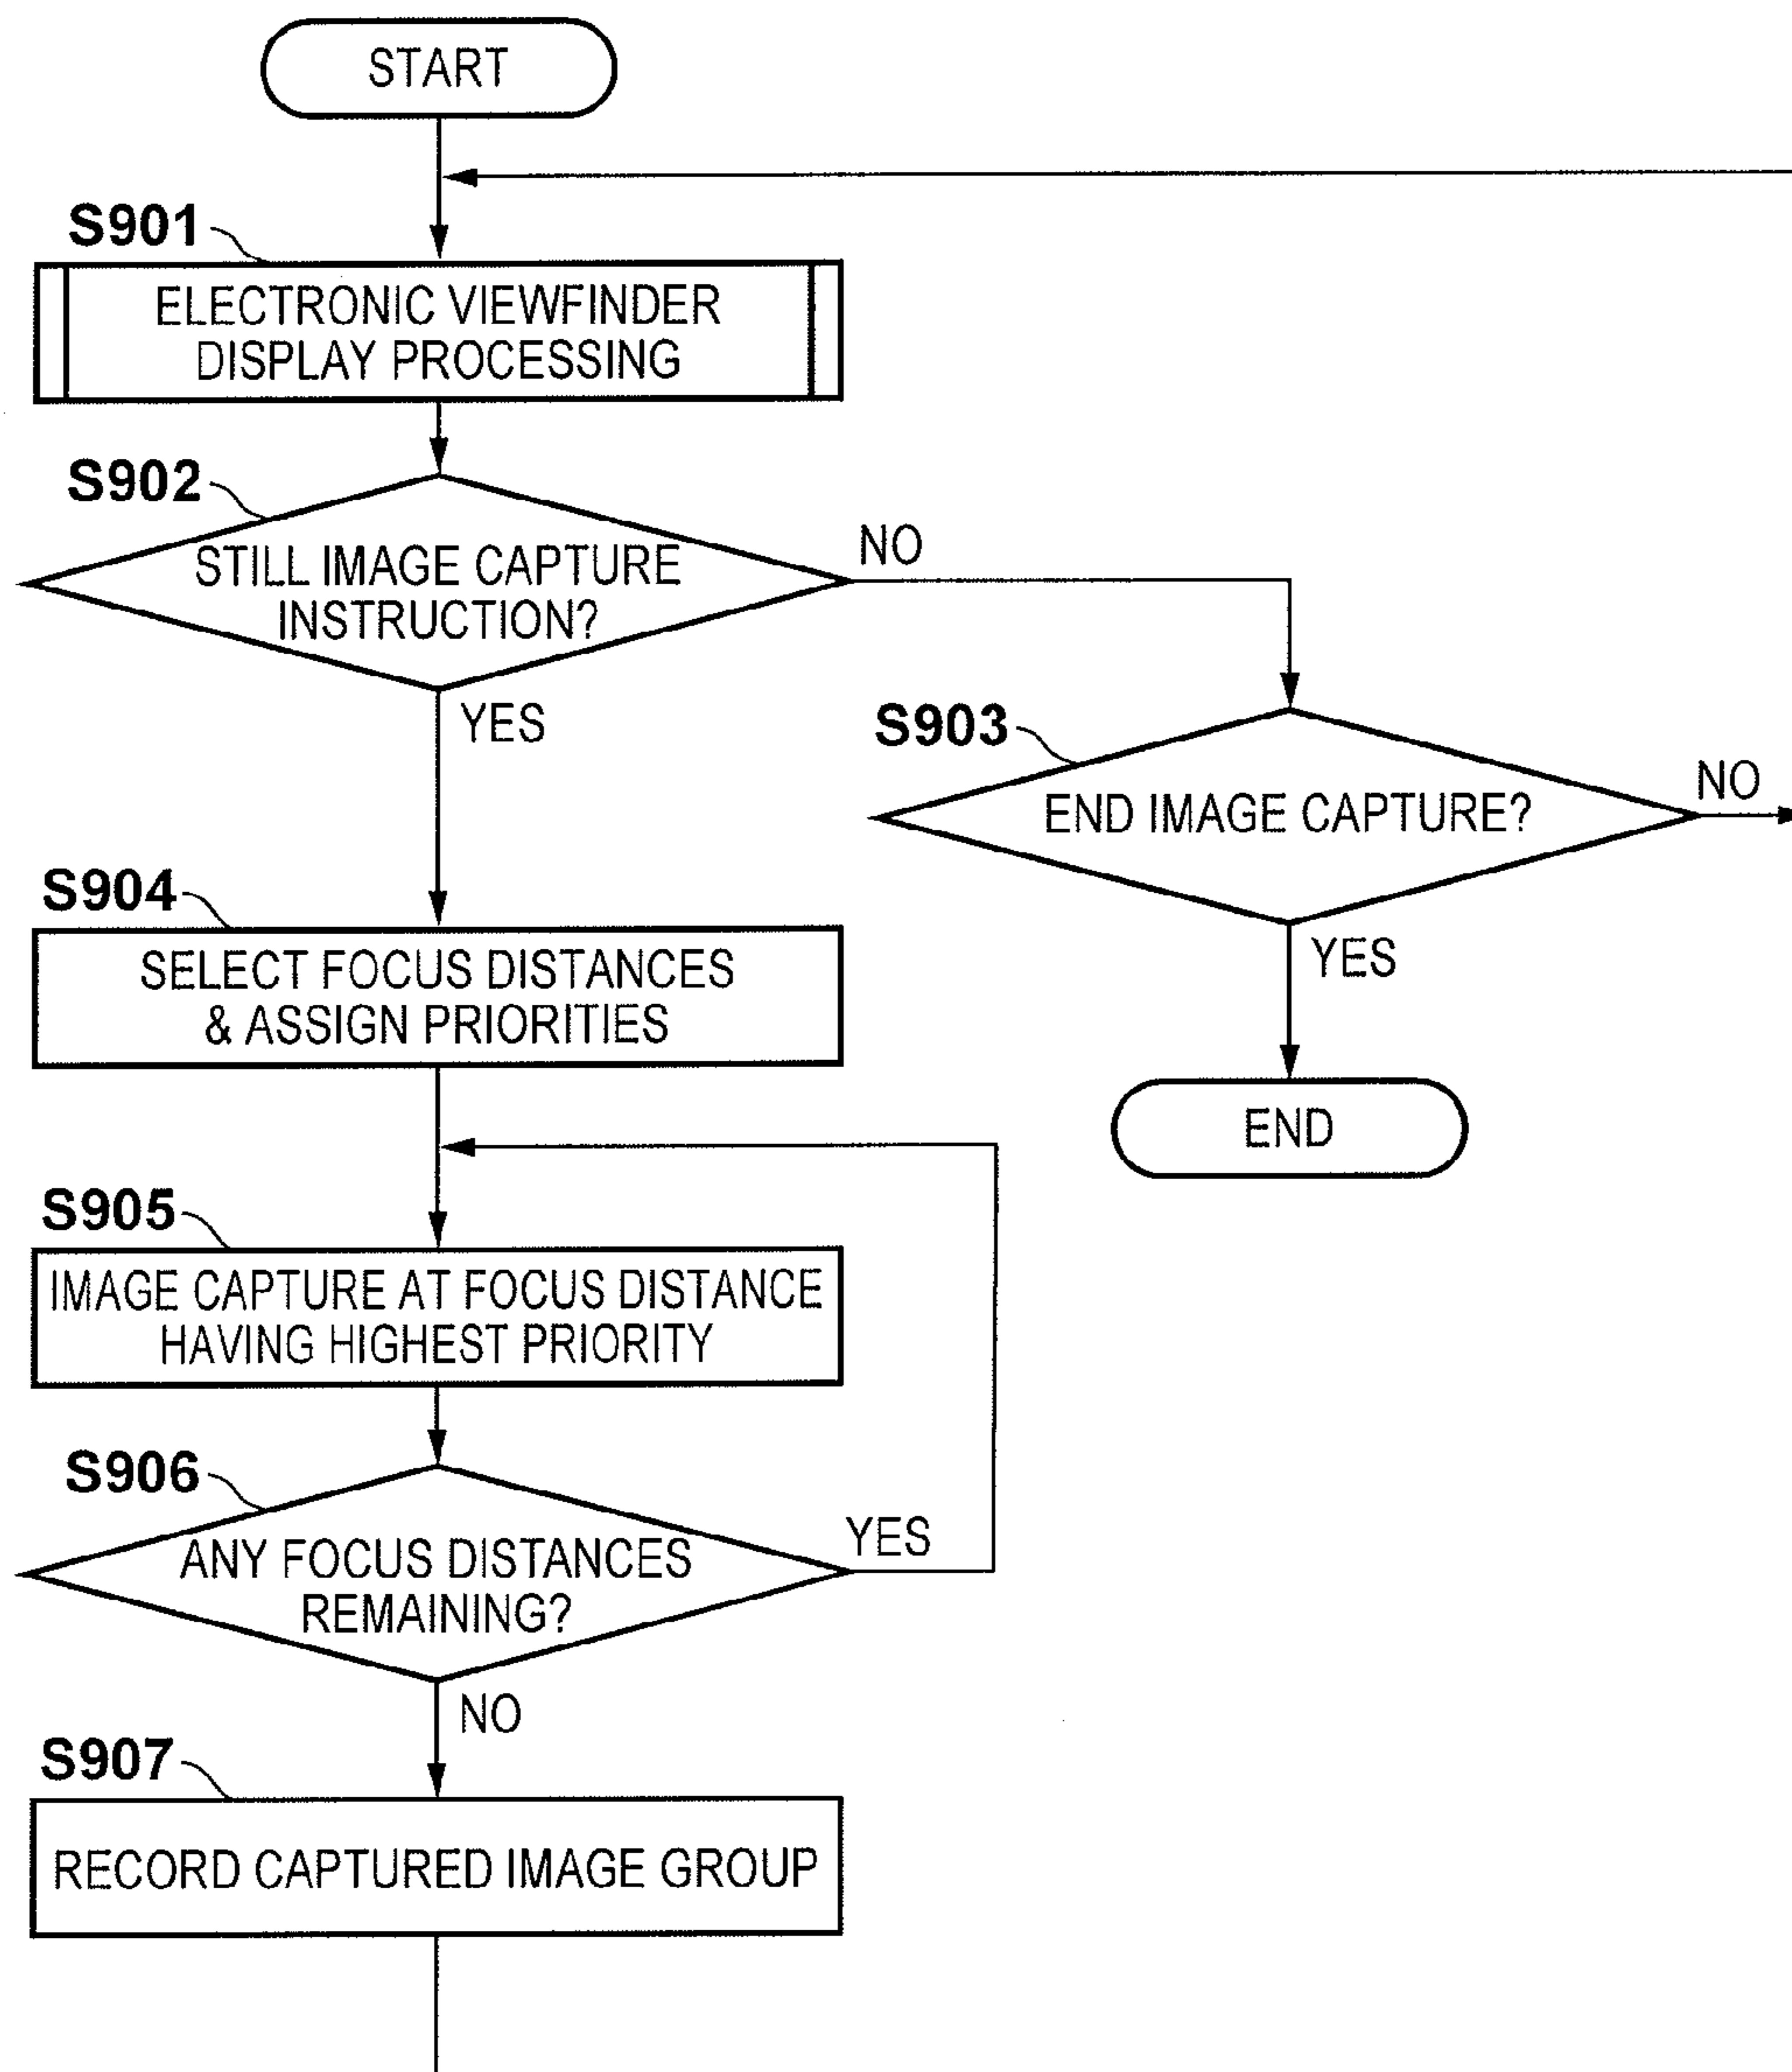 START
S901
ELECTRONIC VIEWFINDER
DISPLAY PROCESSING
S902
STILL IMAGE CAPTURE
INSTRUCTION?
NO
YES
S903
END IMAGE CAPTURE?
NO
YES
END
S904
SELECT FOCUS DISTANCES
& ASSIGN PRIORITIES
S905
IMAGE CAPTURE AT FOCUS DISTANCE
HAVING HIGHEST PRIORITY
S906
ANY FOCUS DISTANCES
REMAINING?
YES
NO
S907
RECORD CAPTURED IMAGE GROUP